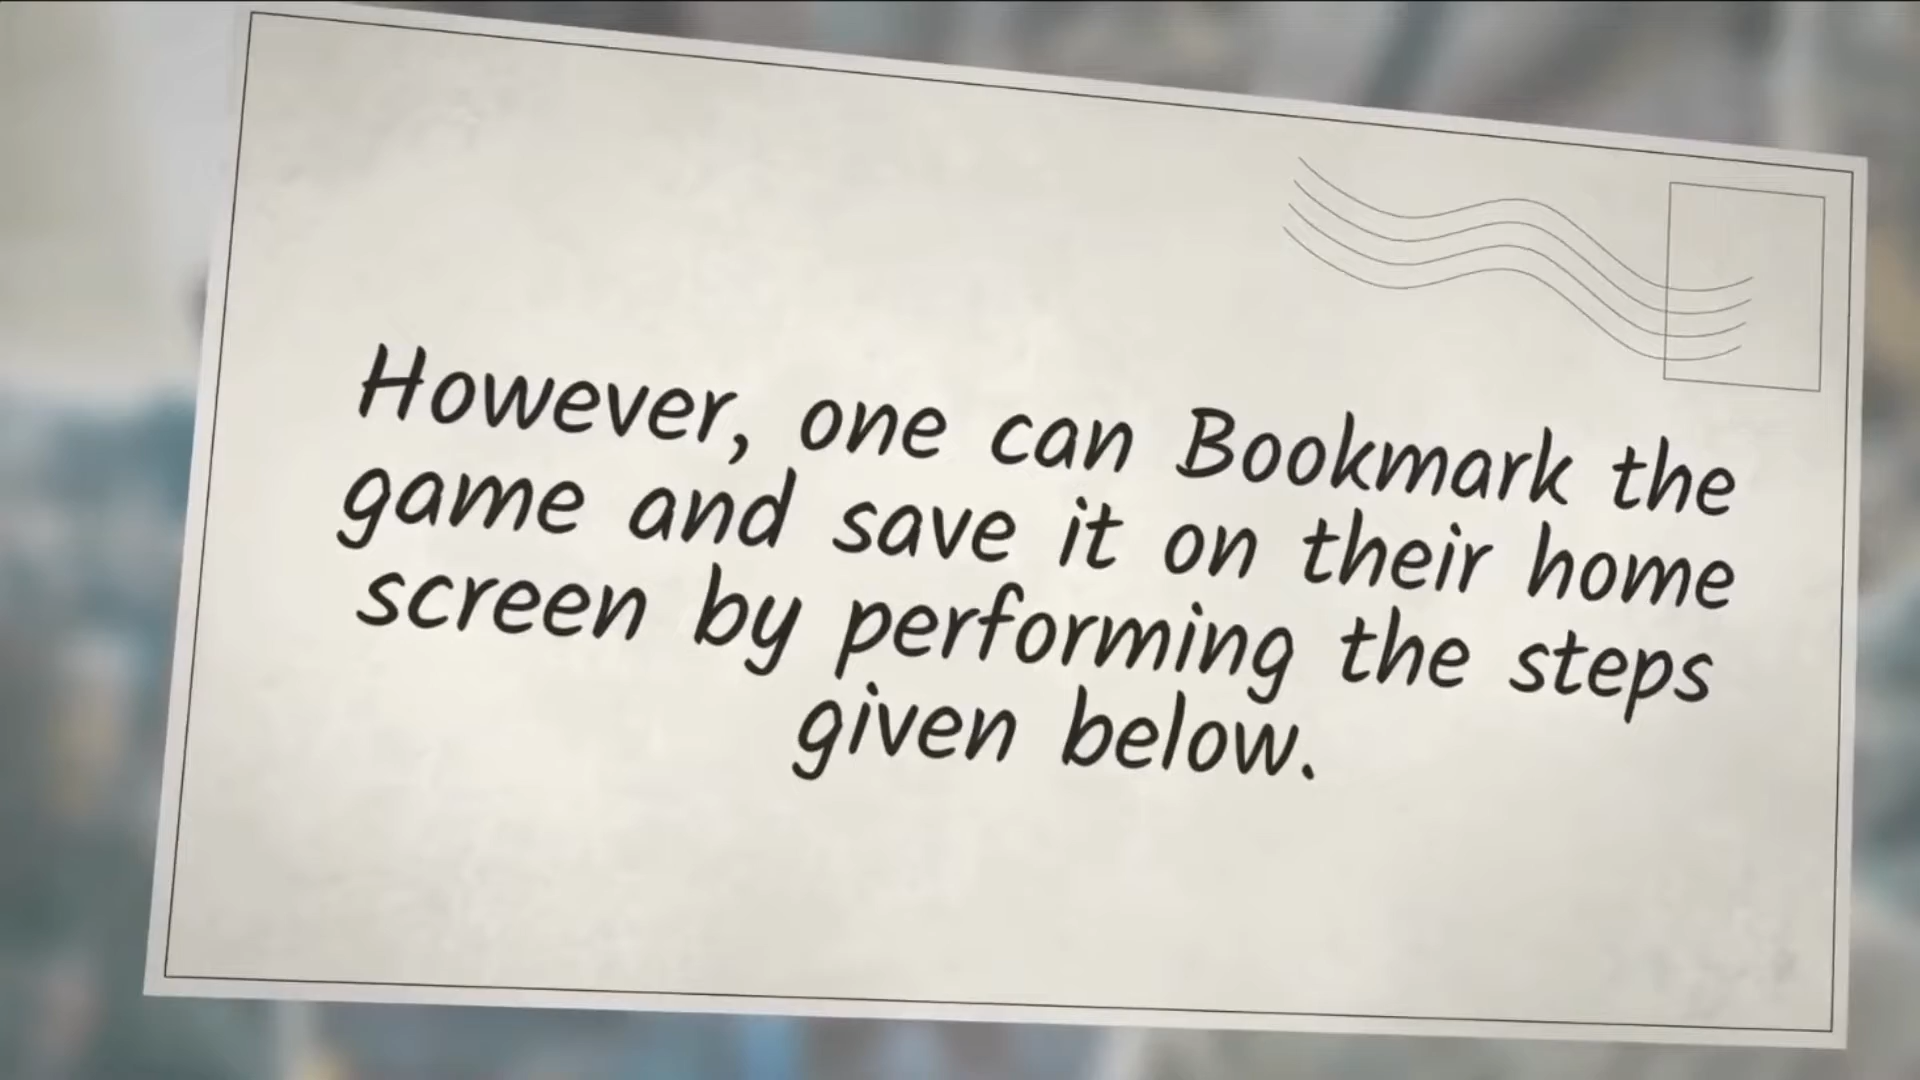 However, one can Bookmark the
game and save it on their home
screen by performing the steps
given below.